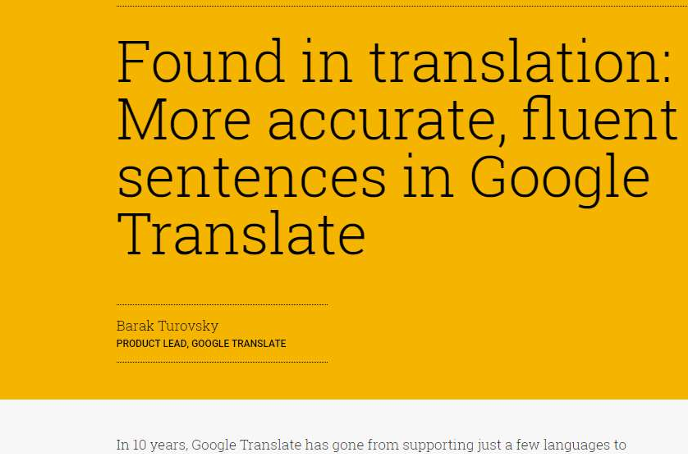 Found in translation:
More accurate, fluent
sentences in Google
Translate
Barak Turovsky
PRODUCT LEAD, GOOGLE TRANSLATE
In 10 years, Google Translate has gone from supporting just a few languages to